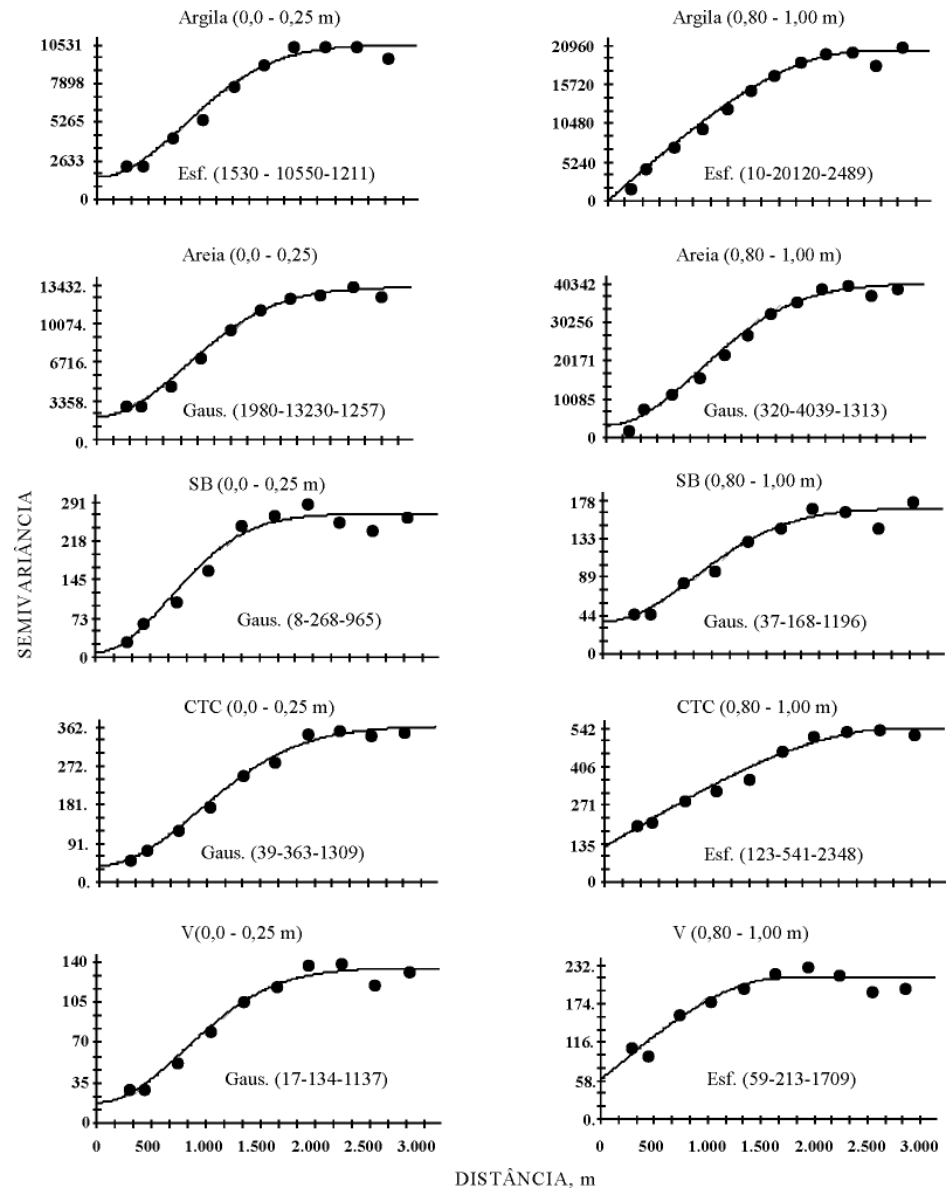 Argila (0,0 - 0,25 m)
10531
7898
5265
2633
0
Esf. (1530 - 10550-1211)
Argila (0,80 - 1,00 m)
20960
15720
10480
5240
0
Esf. (10-20120-2489)
Areia (0,0 - 0,25)
13432.
10074.
6716.
3358.
0.
Gaus. (1980-13230-1257)
Areia (0,80 - 1,00 m)
40342
30256
20171
10085
0
Gaus. (320-4039-1313)
SEMIVARIÂNCIA
SB (0,0 - 0,25 m)
291
218
145
73
0
Gaus. (8-268-965)
SB (0,80 - 1,00 m)
178
133
89
44
0
Gaus. (37-168-1196)
CTC (0,0 - 0,25 m)
362.
272.
181.
91.
0.
Gaus. (39-363-1309)
CTC (0,80 - 1,00 m)
542
406
271
135
0
Esf. (123-541-2348)
V(0,0 - 0,25 m)
140
105
70
35
0
Gaus. (17-134-1137)
0 500 1.000 1.500 2.000 2.500 3.000
V (0,80 - 1,00 m)
232.
174.
116.
58.
0.
Esf. (59-213-1709)
0 500 1.000 1.500 2.000 2.500 3.000
DISTÂNCIA, m